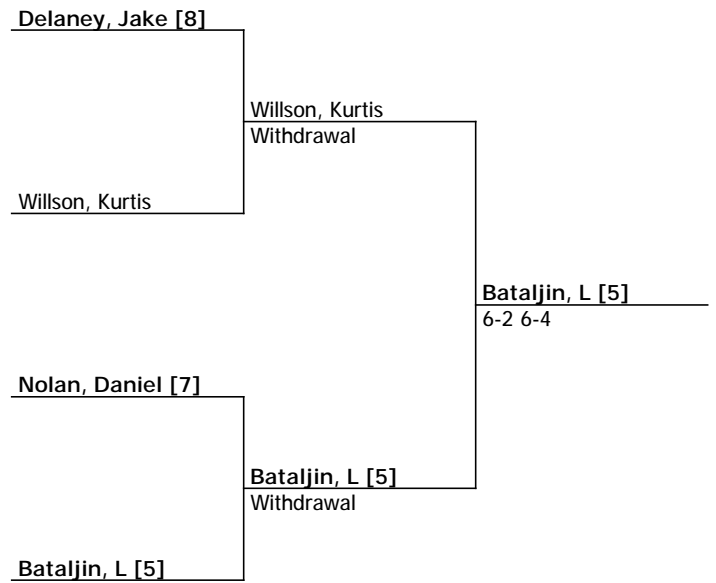 Delaney, Jake [8]
Willson, Kurtis
Withdrawal
Willson, Kurtis
Bataljin, L [5]
6-2 6-4
Nolan, Daniel [7]
Bataljin, L [5]
Withdrawal
Bataljin, L [5]